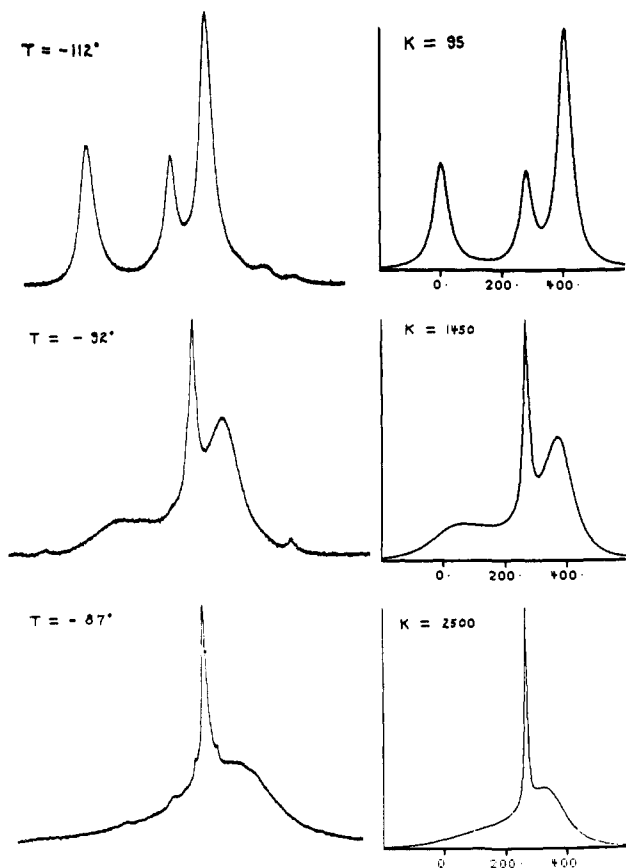 T = -112°
K = 95
0· 200· 400·
T = -92°
K = 1450
0· 200· 400·
T = -87°
K = 2500
0 200 400